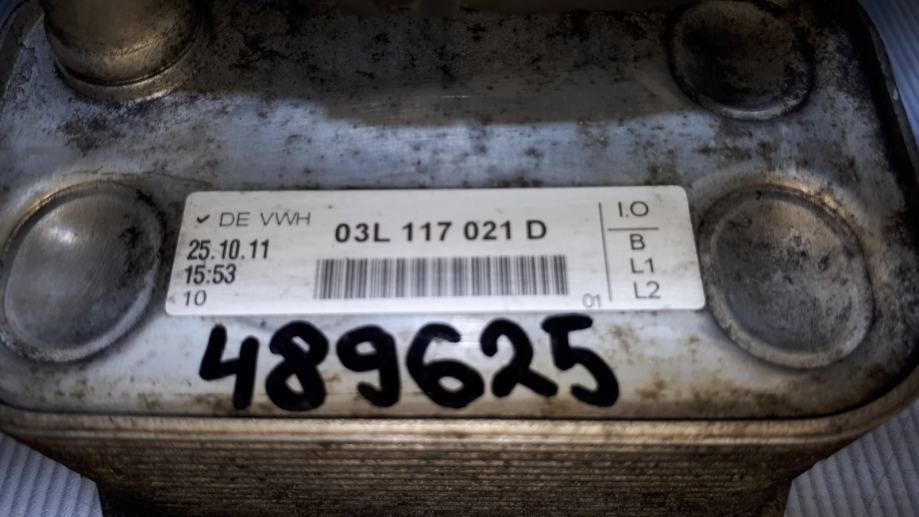 ✓ DE VWH
25.10.11
15:53
10
03L 117 021 D
01
I.O
B
L1
L2
489625